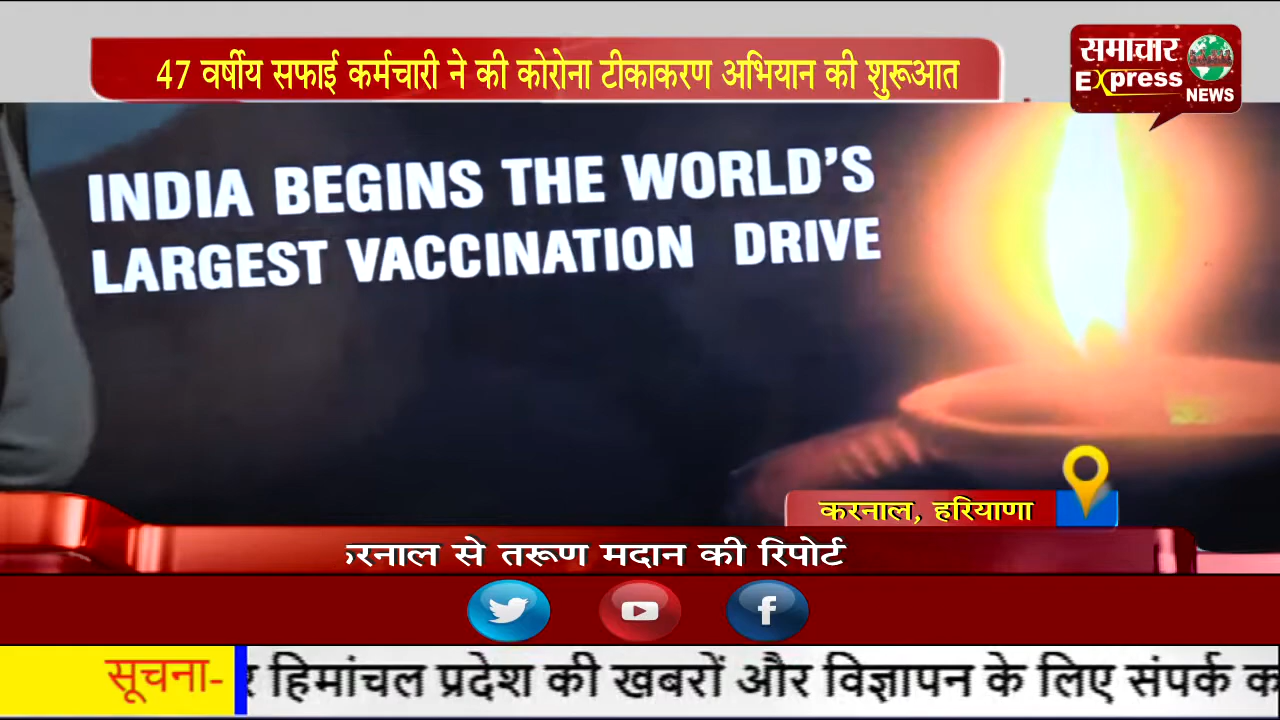 47 वर्षीय सफाई कर्मचारी ने की कोरोना टीकाकरण अभियान की शुरूआत
समाचार
Express
NEWS
INDIA BEGINS THE WORLD'S
LARGEST VACCINATION DRIVE
करनाल, हरियाणा
करनाल से तरूण मदान की रिपोर्ट
सूचना- हिमांचल प्रदेश की खबरों और विज्ञापन के लिए संपर्क